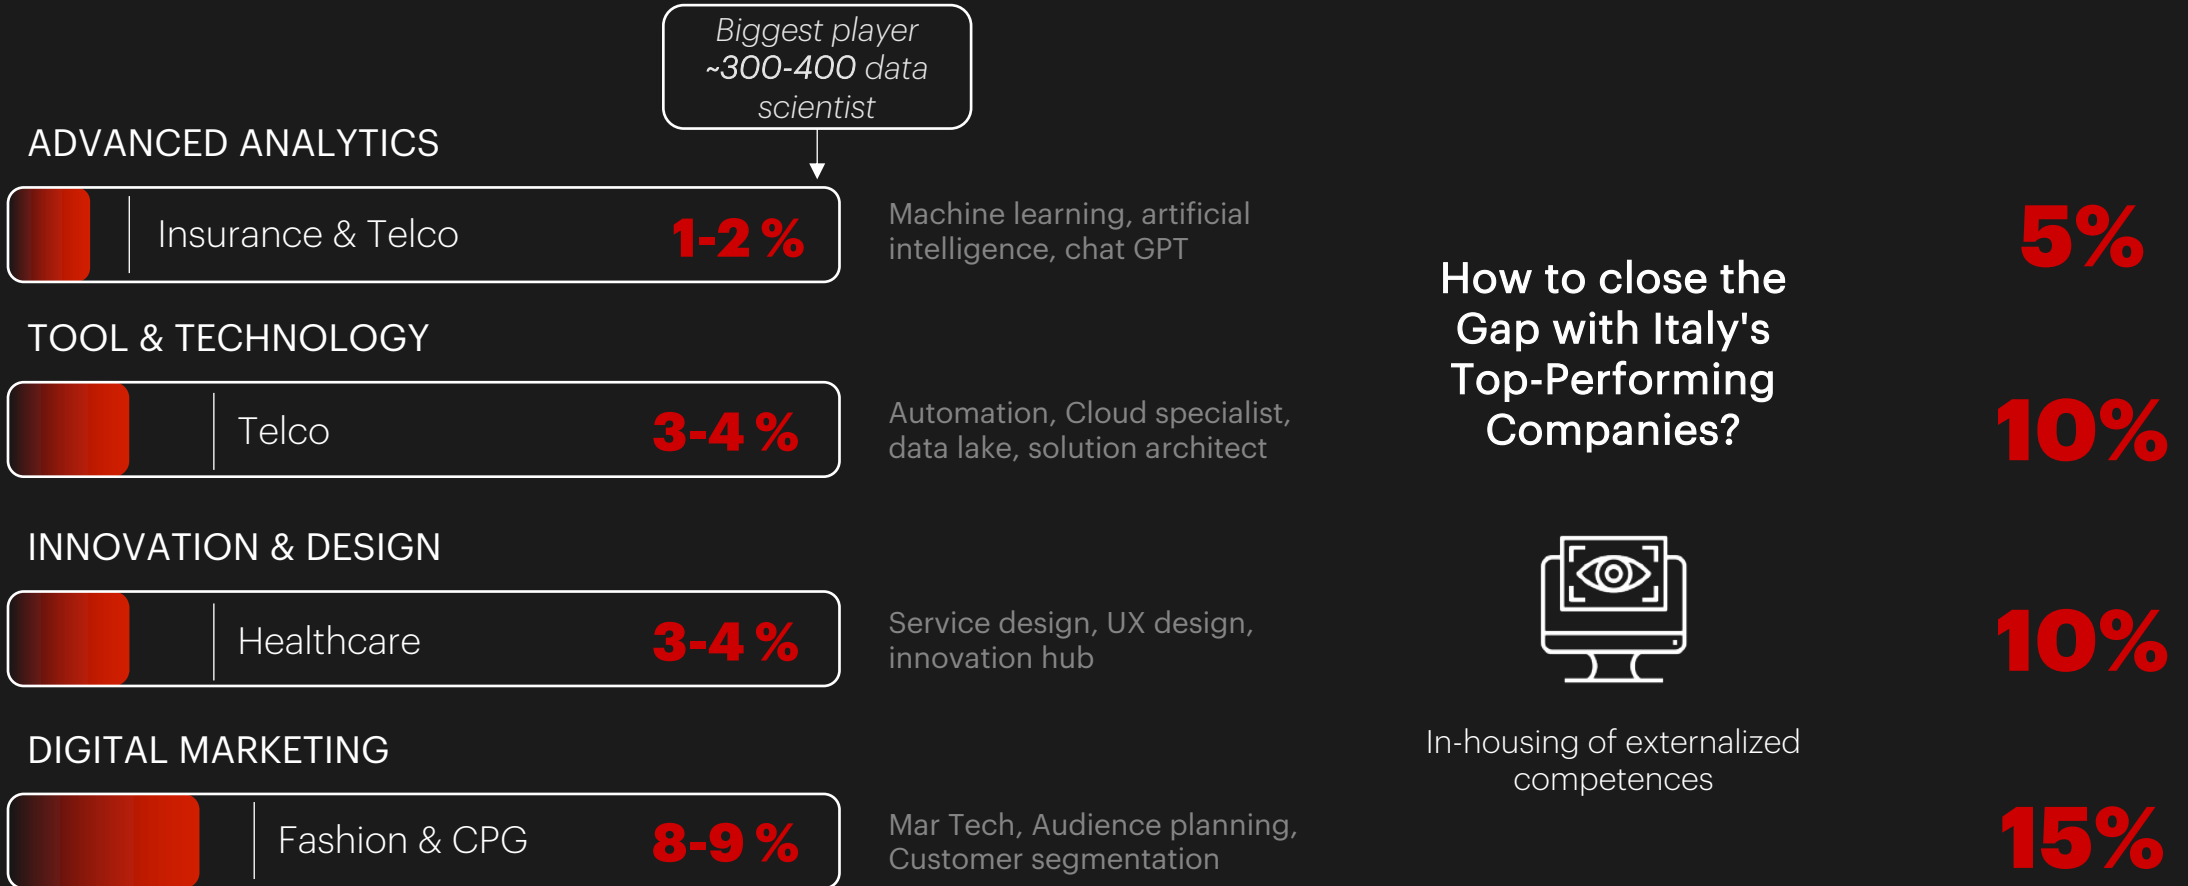 Biggest player
~300-400 data
scientist
ADVANCED ANALYTICS
Insurance & Telco
1-2 %
Machine learning, artificial
intelligence, chat GPT
5%
TOOL & TECHNOLOGY
Telco
3-4 %
Automation, Cloud specialist,
data lake, solution architect
10%
INNOVATION & DESIGN
Healthcare
3-4 %
Service design, UX design,
innovation hub
10%
DIGITAL MARKETING
Fashion & CPG
8-9 %
Mar Tech, Audience planning,
Customer segmentation
15%
How to close the
Gap with Italy's
Top-Performing
Companies?
In-housing of externalized
competences